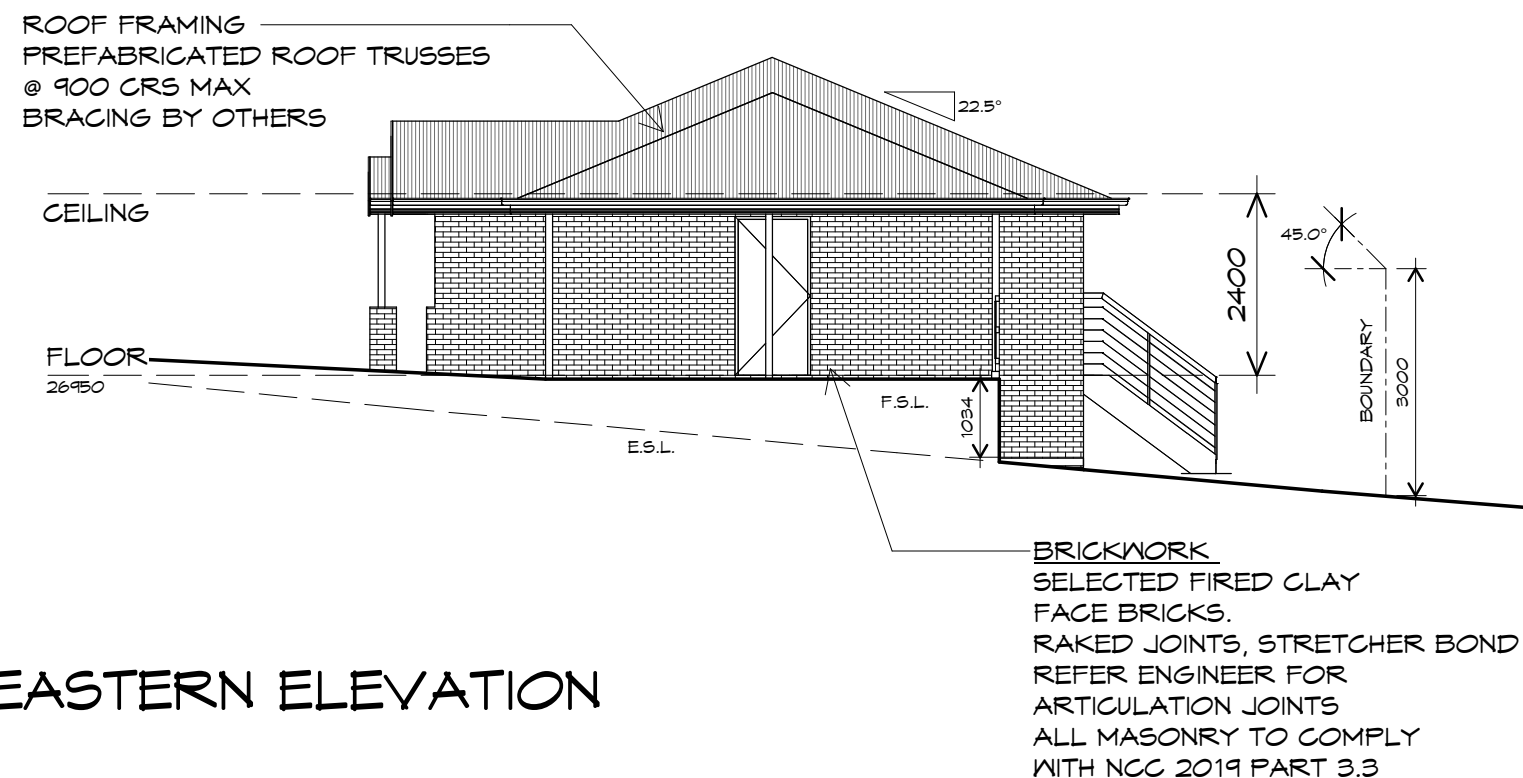 ROOF FRAMING
PREFABRICATED ROOF TRUSSES
@ 900 CRS MAX
BRACING BY OTHERS
22.5°
CEILING
45.0°
2400
FLOOR
26950
BOUNDARY
3000
F.S.L.
1034
E.S.L.
BRICKWORK
SELECTED FIRED CLAY
FACE BRICKS.
RAKED JOINTS, STRETCHER BOND
REFER ENGINEER FOR
ARTICULATION JOINTS
ALL MASONRY TO COMPLY
WITH NCC 2019 PART 3.3
EASTERN ELEVATION